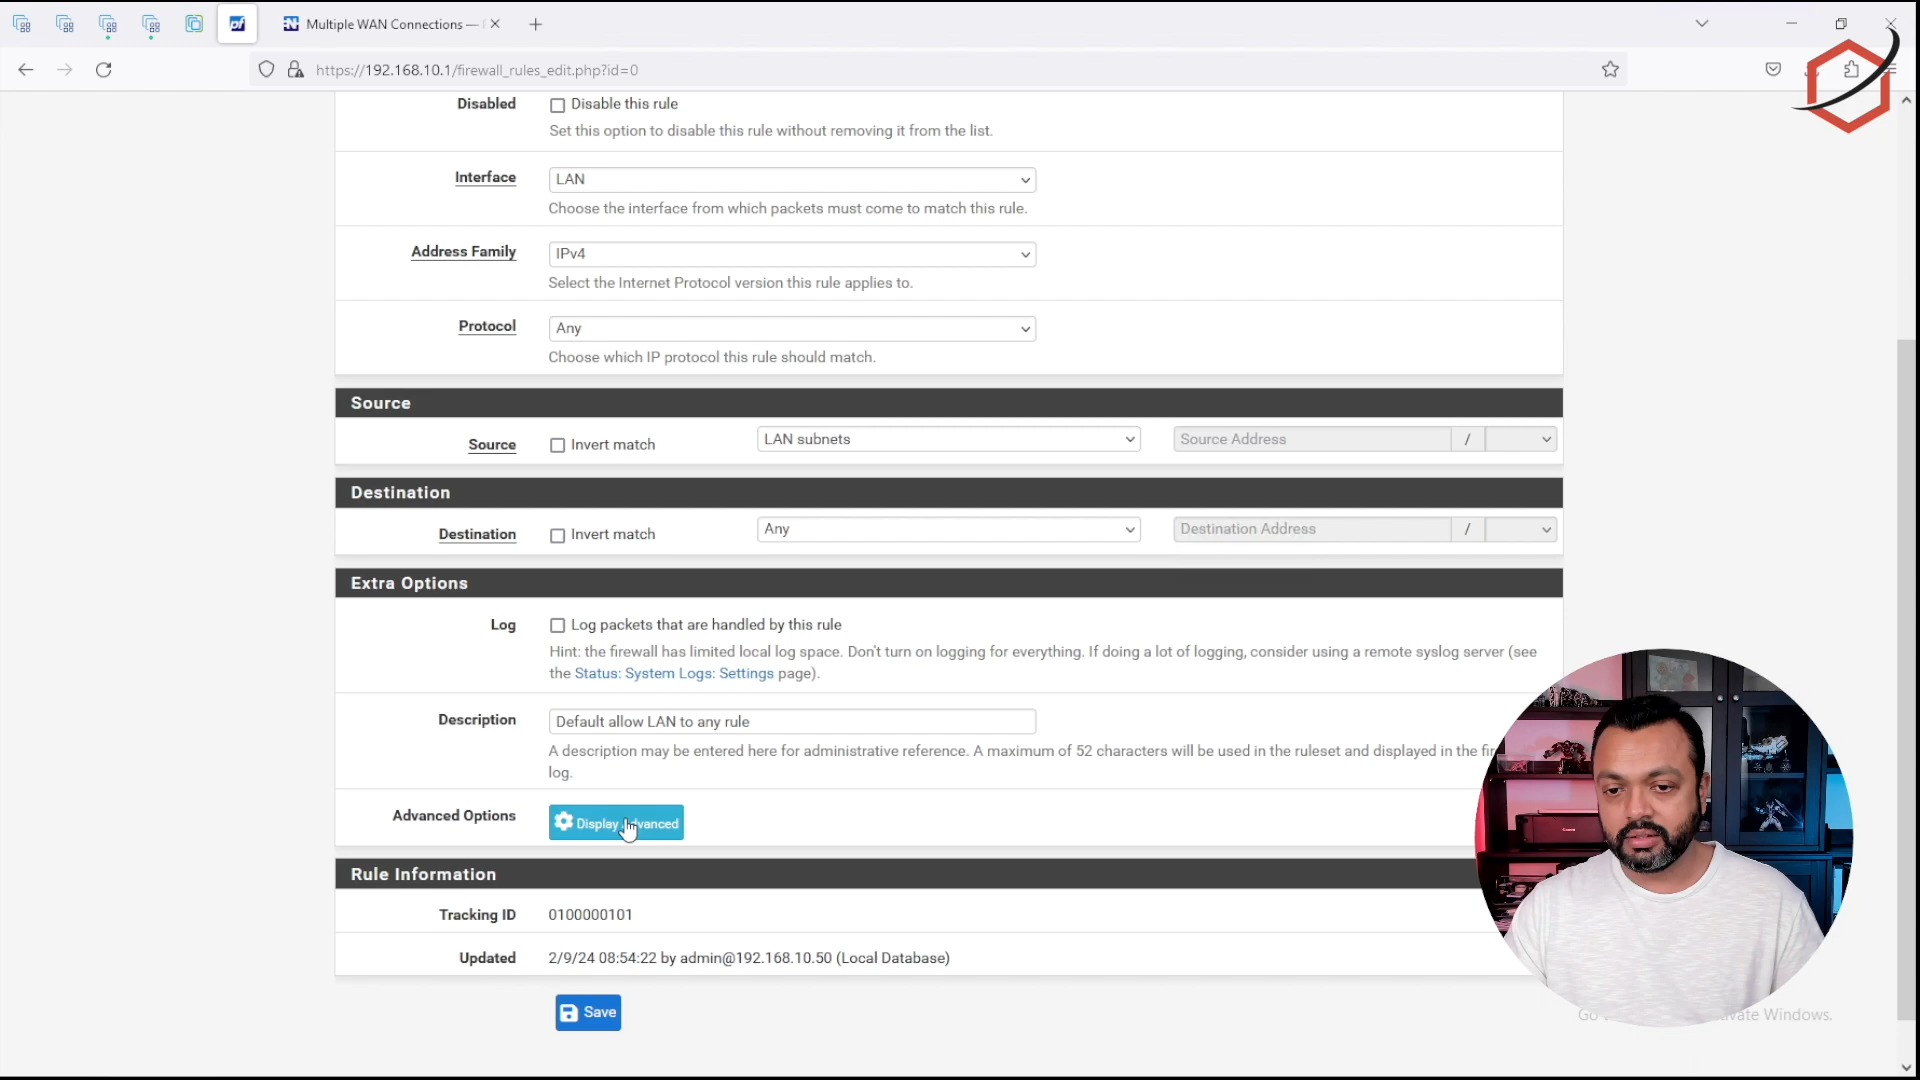 pf
Multiple WAN Connections —
https://192.168.10.1/firewall_rules_edit.php?id=0
Disabled
Disable this rule
Set this option to disable this rule without removing it from the list.
Interface
LAN
Choose the interface from which packets must come to match this rule.
Address Family
IPv4
Select the Internet Protocol version this rule applies to.
Protocol
Any
Choose which IP protocol this rule should match.
Source
Source
Invert match
LAN subnets
Source Address
/
Destination
Destination
Invert match
Any
Destination Address
/
Extra Options
Log
Log packets that are handled by this rule
Hint: the firewall has limited local log space. Don't turn on logging for everything. If doing a lot of logging, consider using a remote syslog server (see
the Status: System Logs: Settings page).
Description
Default allow LAN to any rule
A description may be entered here for administrative reference. A maximum of 52 characters will be used in the ruleset and displayed in the
log.
Advanced Options
Display
Rule Information
Tracking ID
0100000101
Updated
2/9/24 08:54:22 by admin@192.168.10.50 (Local Database)
Save
Windows.